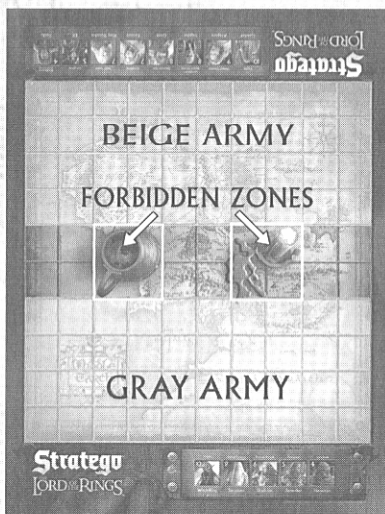 LORD OF THE RINGS
Stratego
BEIGE ARMY
FORBIDDEN ZONES
GRAY ARMY
Stratego
LORD OF THE RINGS